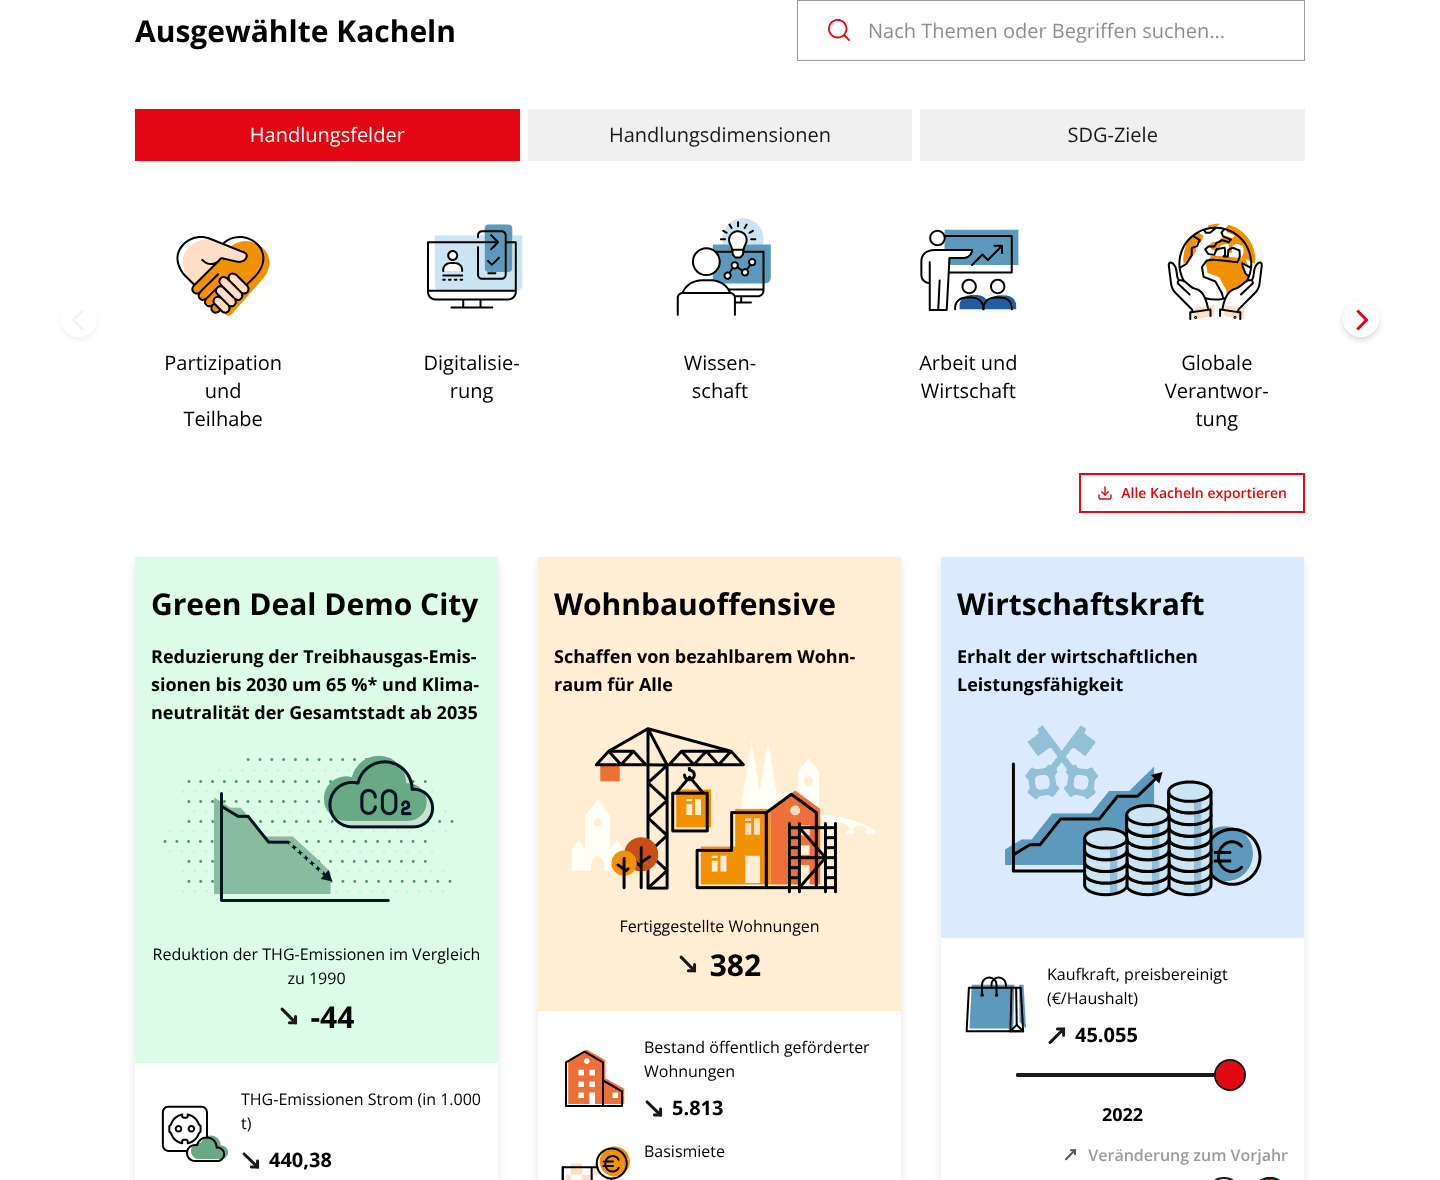 Ausgewählte Kacheln
Nach Themen oder Begriffen suchen...
Handlungsfelder
Handlungsdimensionen
SDG-Ziele
Partizipation
und
Teilhabe
Digitalisie-
rung
Wissen-
schaft
Arbeit und
Wirtschaft
Globale
Verantwor-
tung
Alle Kacheln exportieren
Green Deal Demo City
Reduzierung der Treibhausgas-Emis-
sionen bis 2030 um 65 %* und Klima-
neutralität der Gesamtstadt ab 2035
CO2
Reduktion der THG-Emissionen im Vergleich
zu 1990
-44
THG-Emissionen Strom (in 1.000
t)
440,38
Wohnbauoffensive
Schaffen von bezahlbarem Wohn-
raum für Alle
Fertiggestellte Wohnungen
382
Bestand öffentlich geförderter
Wohnungen
5.813
Basismiete
€
Wirtschaftskraft
Erhalt der wirtschaftlichen
Leistungsfähigkeit
€
Kaufkraft, preisbereinigt
(€/Haushalt)
45.055
2022
Veränderung zum Vorjahr